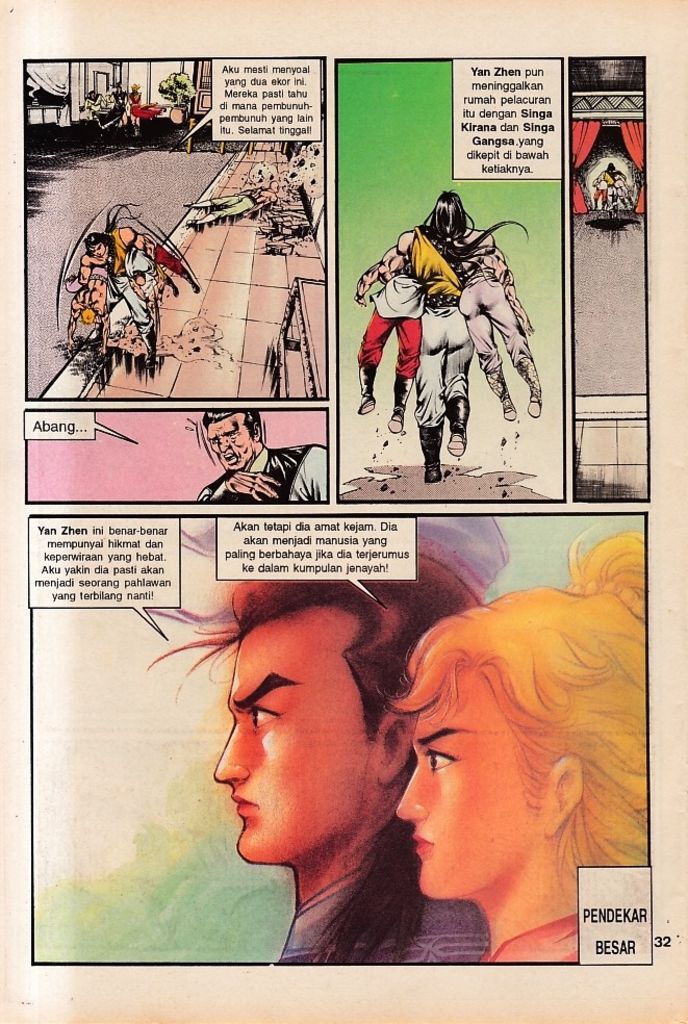 Aku mesti menyoal
yang dua ekor ini.
Mereka pasti tahu
di mana pembunuh-
pembunuh yang lain
itu. Selamat tinggal!
Yan Zhen pun
meninggalkan
rumah pelacuran
itu dengan Singa
Kirana dan Singa
Gangsa,yang
dikepit di bawah
ketiaknya.
Abang...
Yan Zhen ini benar-benar
mempunyai hikmat dan
keperwiraan yang hebat.
Aku yakin dia pasti akan
menjadi seorang pahlawan
yang terbilang nanti!
Akan tetapi dia amat kejam. Dia
akan menjadi manusia yang
paling berbahaya jika dia terjerumus
ke dalam kumpulan jenayah!
PENDEKAR
BESAR
32